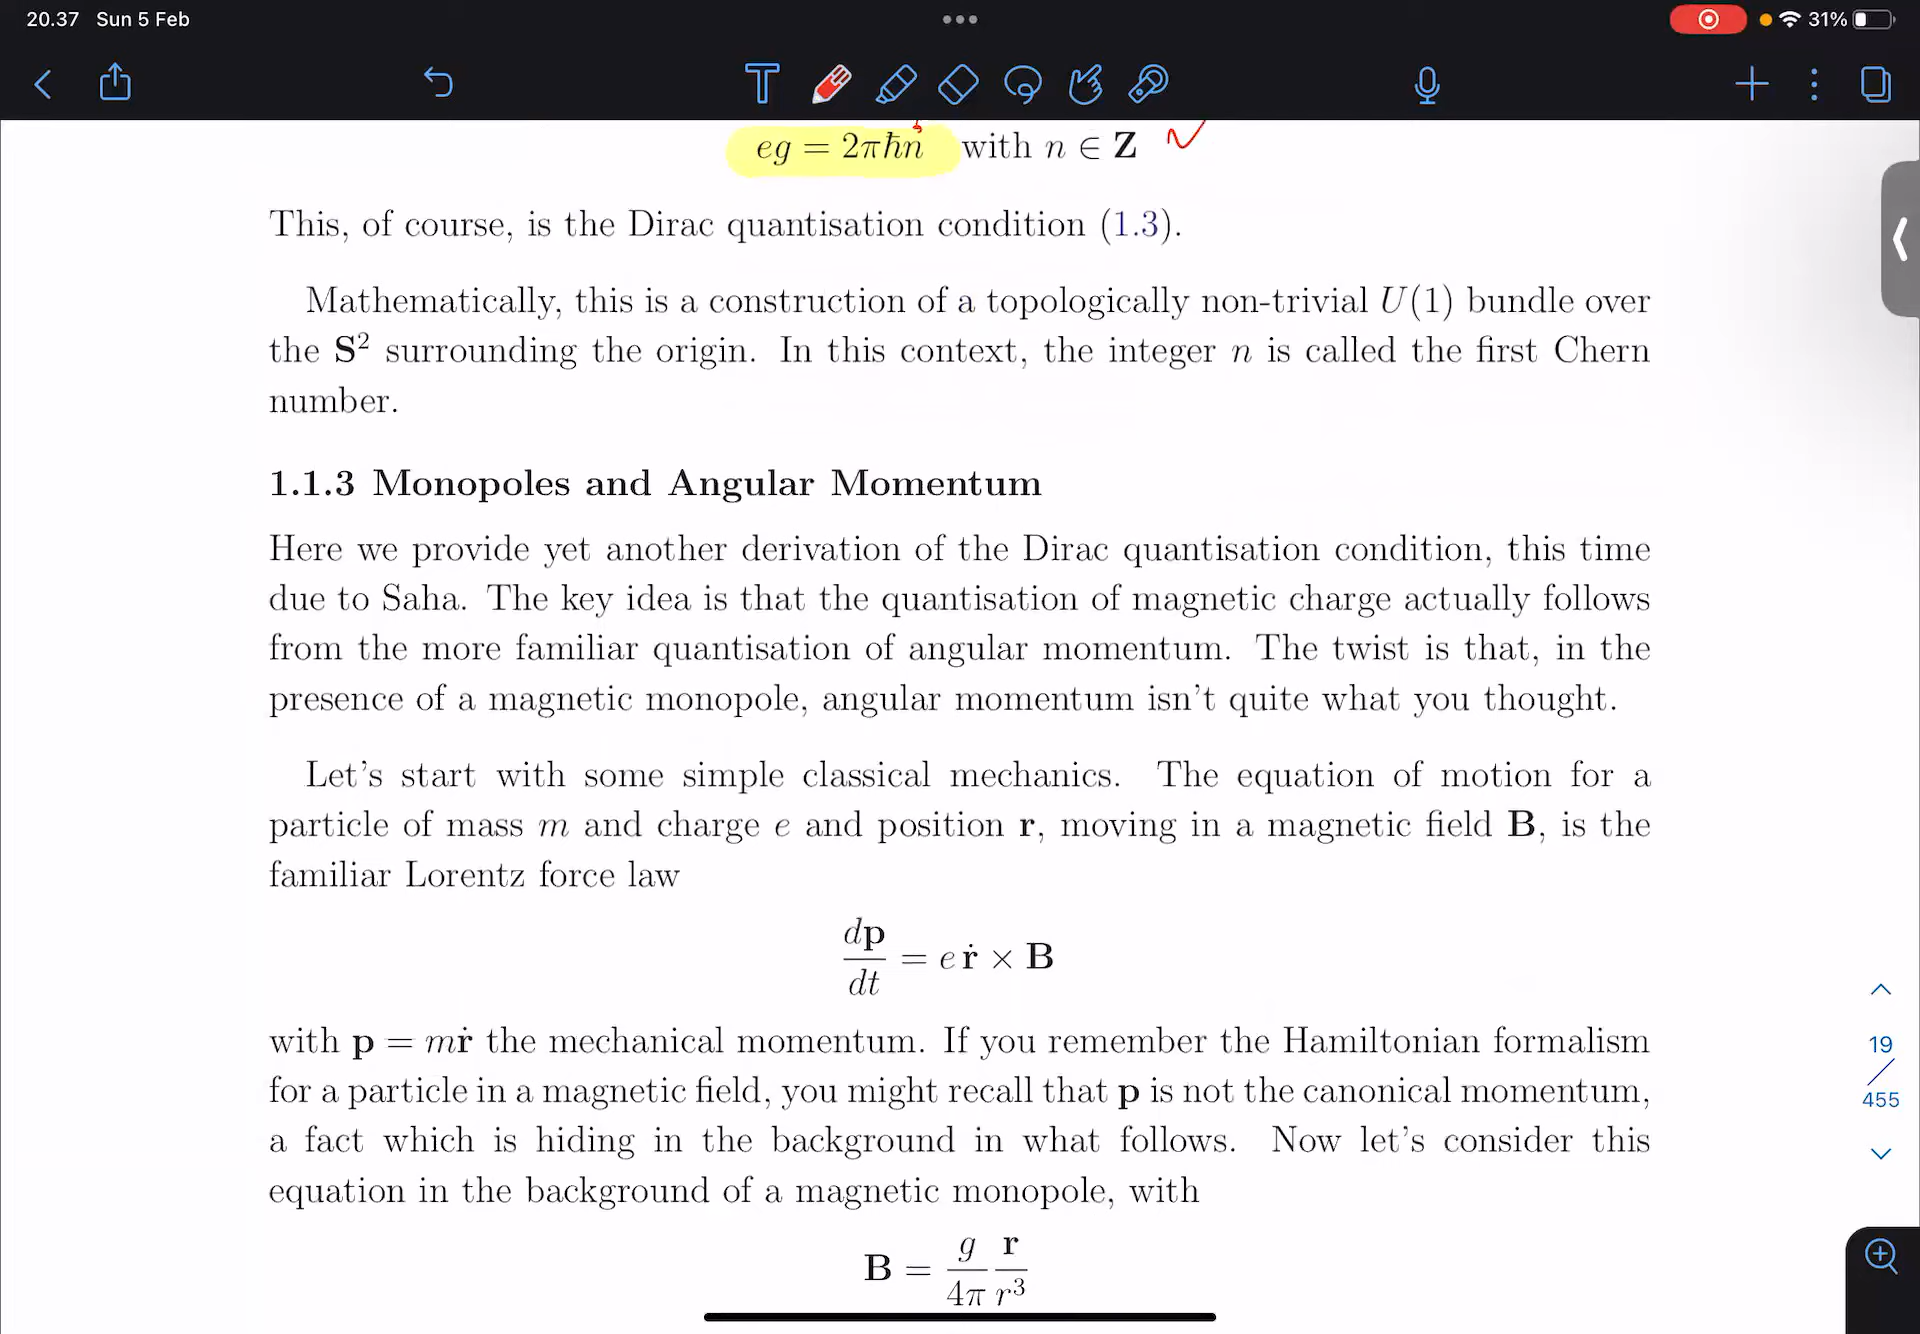 20.37 Sun 5 Feb
31%
eg = 2πħn with n ∈ Z
This, of course, is the Dirac quantisation condition (1.3).
Mathematically, this is a construction of a topologically non-trivial U(1) bundle over
the S² surrounding the origin. In this context, the integer n is called the first Chern
number.
1.1.3 Monopoles and Angular Momentum
Here we provide yet another derivation of the Dirac quantisation condition, this time
due to Saha. The key idea is that the quantisation of magnetic charge actually follows
from the more familiar quantisation of angular momentum. The twist is that, in the
presence of a magnetic monopole, angular momentum isn't quite what you thought.
Let's start with some simple classical mechanics. The equation of motion for a
particle of mass m and charge e and position r, moving in a magnetic field B, is the
familiar Lorentz force law
dp/dt = e ṙ × B
with p = mṙ the mechanical momentum. If you remember the Hamiltonian formalism
for a particle in a magnetic field, you might recall that p is not the canonical momentum,
a fact which is hiding in the background in what follows. Now let's consider this
equation in the background of a magnetic monopole, with
B = g/4π r/r³
19
/
455